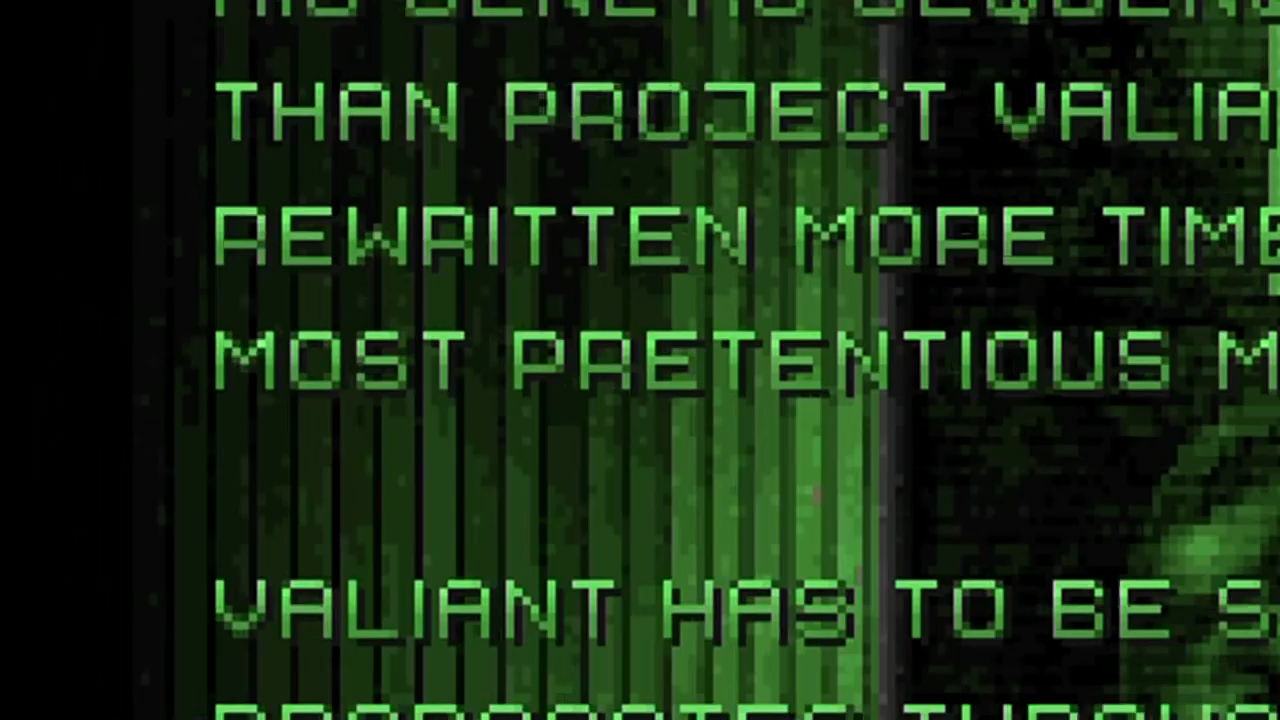 THAN PROJECT VALIA
REWRITTEN MORE TIME
MOST PRETENTIOUS M
VALIANT HAS TO BE S